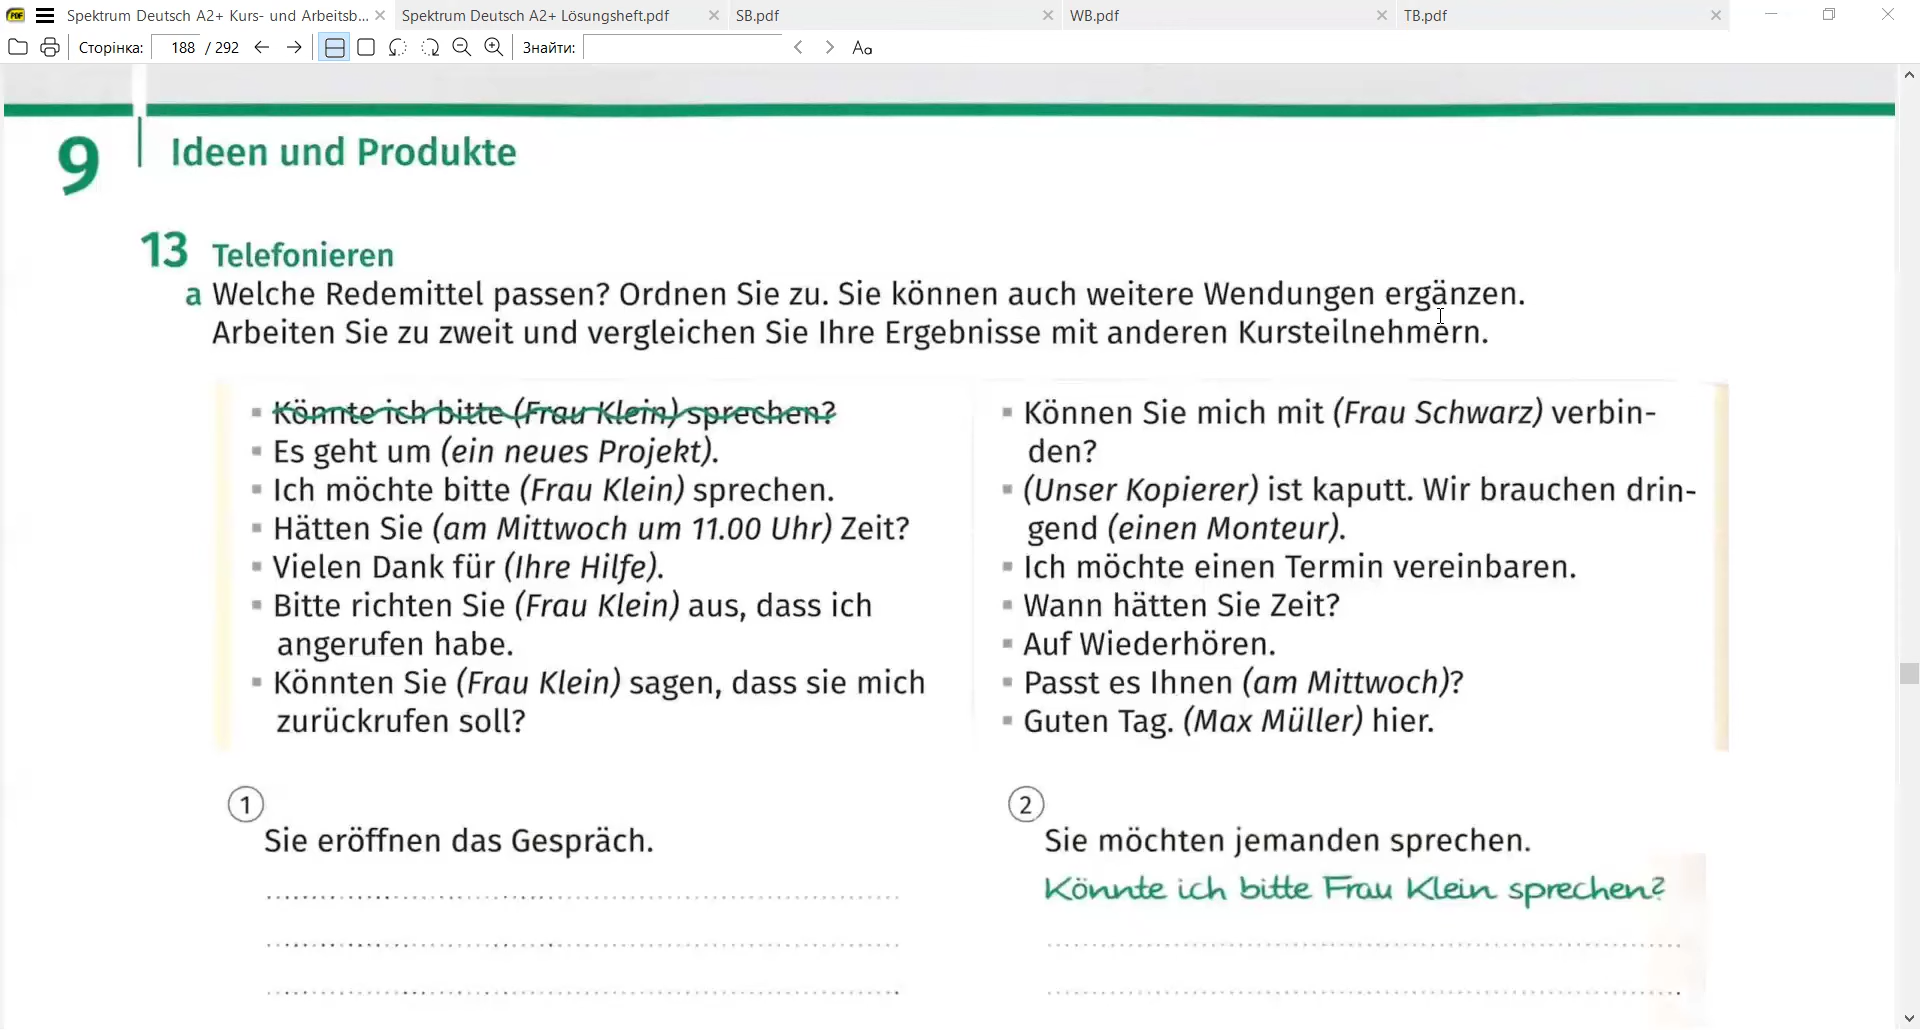 Spektrum Deutsch A2+ Kurs- und Arbeitsb... Spektrum Deutsch A2+ Lösungsheft.pdf SB.pdf WB.pdf TB.pdf
Сторінка: 188 / 292 Знайти: Aa
9 Ideen und Produkte
13 Telefonieren
a Welche Redemittel passen? Ordnen Sie zu. Sie können auch weitere Wendungen ergänzen.
Arbeiten Sie zu zweit und vergleichen Sie Ihre Ergebnisse mit anderen Kursteilnehmern.
▪ Könnte ich bitte (Frau Klein) sprechen?
▪ Es geht um (ein neues Projekt).
▪ Ich möchte bitte (Frau Klein) sprechen.
▪ Hätten Sie (am Mittwoch um 11.00 Uhr) Zeit?
▪ Vielen Dank für (Ihre Hilfe).
▪ Bitte richten Sie (Frau Klein) aus, dass ich
angerufen habe.
▪ Könnten Sie (Frau Klein) sagen, dass sie mich
zurückrufen soll?
▪ Können Sie mich mit (Frau Schwarz) verbin-
den?
▪ (Unser Kopierer) ist kaputt. Wir brauchen drin-
gend (einen Monteur).
▪ Ich möchte einen Termin vereinbaren.
▪ Wann hätten Sie Zeit?
▪ Auf Wiederhören.
▪ Passt es Ihnen (am Mittwoch)?
▪ Guten Tag. (Max Müller) hier.
1
Sie eröffnen das Gespräch.
2
Sie möchten jemanden sprechen.
Könnte ich bitte Frau Klein sprechen?